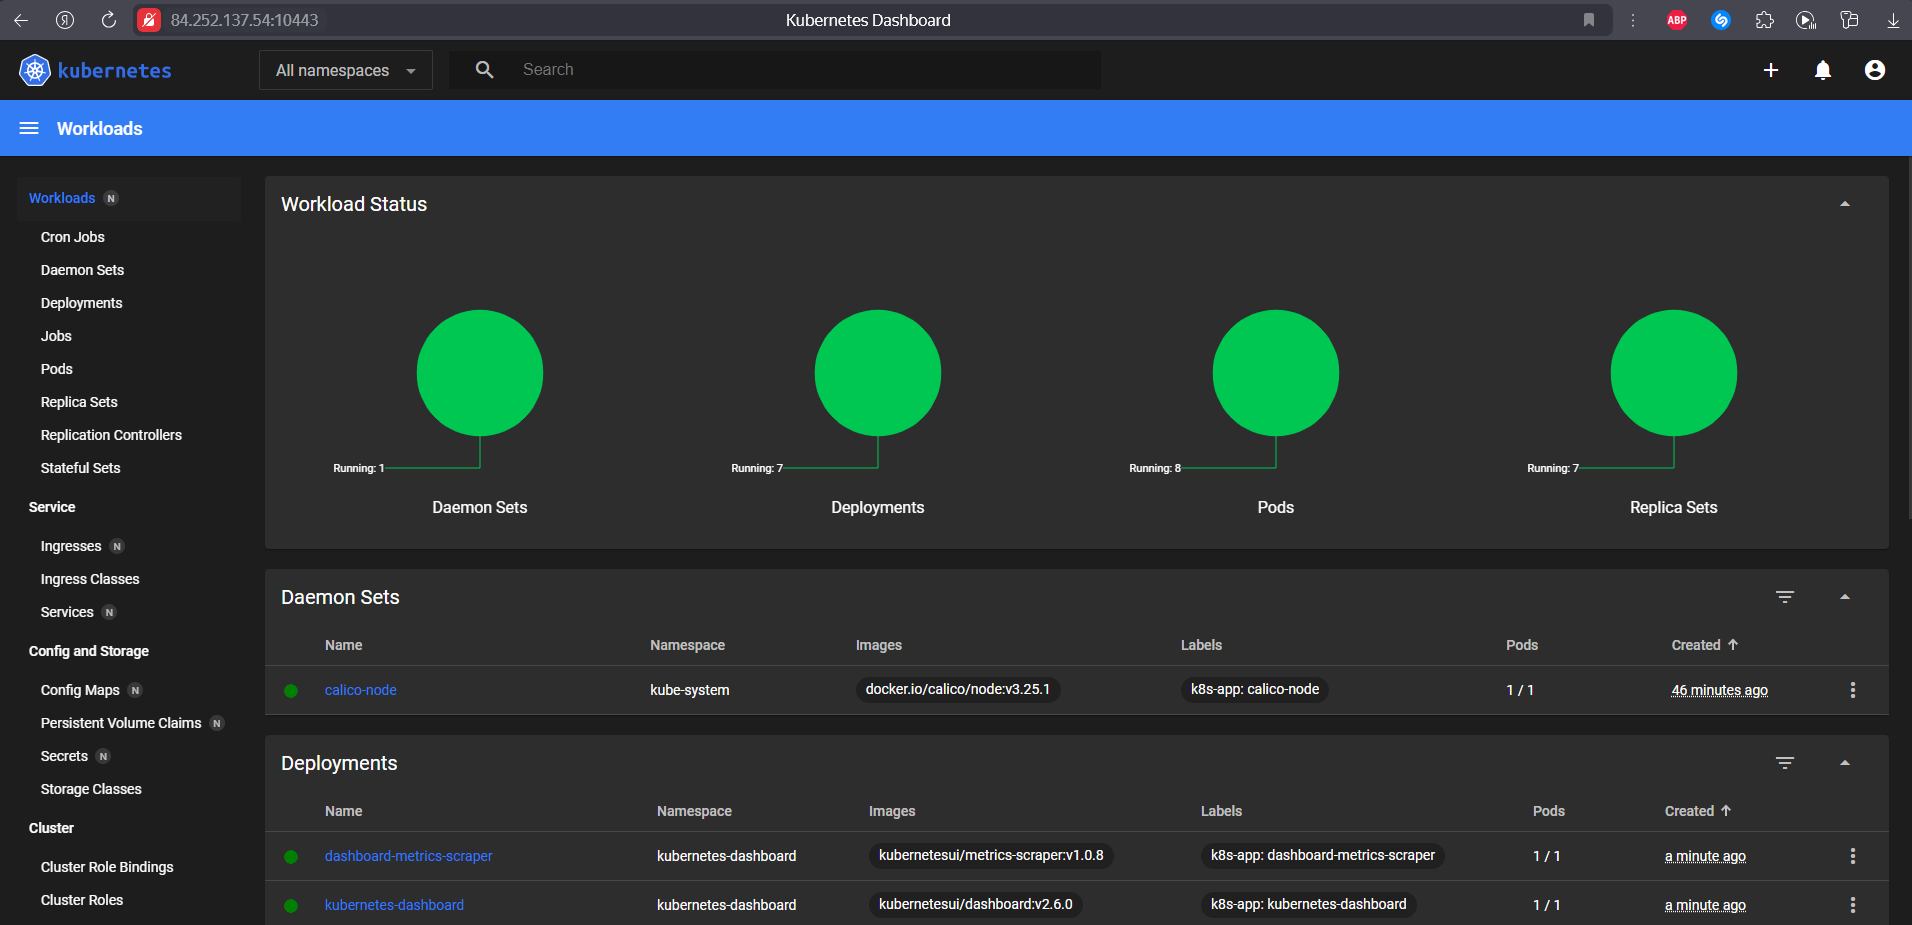 84.252.137.54:10443
Kubernetes Dashboard
ABP
kubernetes
All namespaces
Search
Workloads
Workloads N
Cron Jobs
Daemon Sets
Deployments
Jobs
Pods
Replica Sets
Replication Controllers
Stateful Sets
Service
Ingresses N
Ingress Classes
Services N
Config and Storage
Config Maps N
Persistent Volume Claims N
Secrets N
Storage Classes
Cluster
Cluster Role Bindings
Cluster Roles
Workload Status
Running: 1
Daemon Sets
Running: 7
Deployments
Running: 8
Pods
Running: 7
Replica Sets
Daemon Sets
Name Namespace Images Labels Pods Created
calico-node kube-system docker.io/calico/node:v3.25.1 k8s-app: calico-node 1 / 1 46 minutes ago
Deployments
Name Namespace Images Labels Pods Created
dashboard-metrics-scraper kubernetes-dashboard kubernetesui/metrics-scraper:v1.0.8 k8s-app: dashboard-metrics-scraper 1 / 1 a minute ago
kubernetes-dashboard kubernetes-dashboard kubernetesui/dashboard:v2.6.0 k8s-app: kubernetes-dashboard 1 / 1 a minute ago